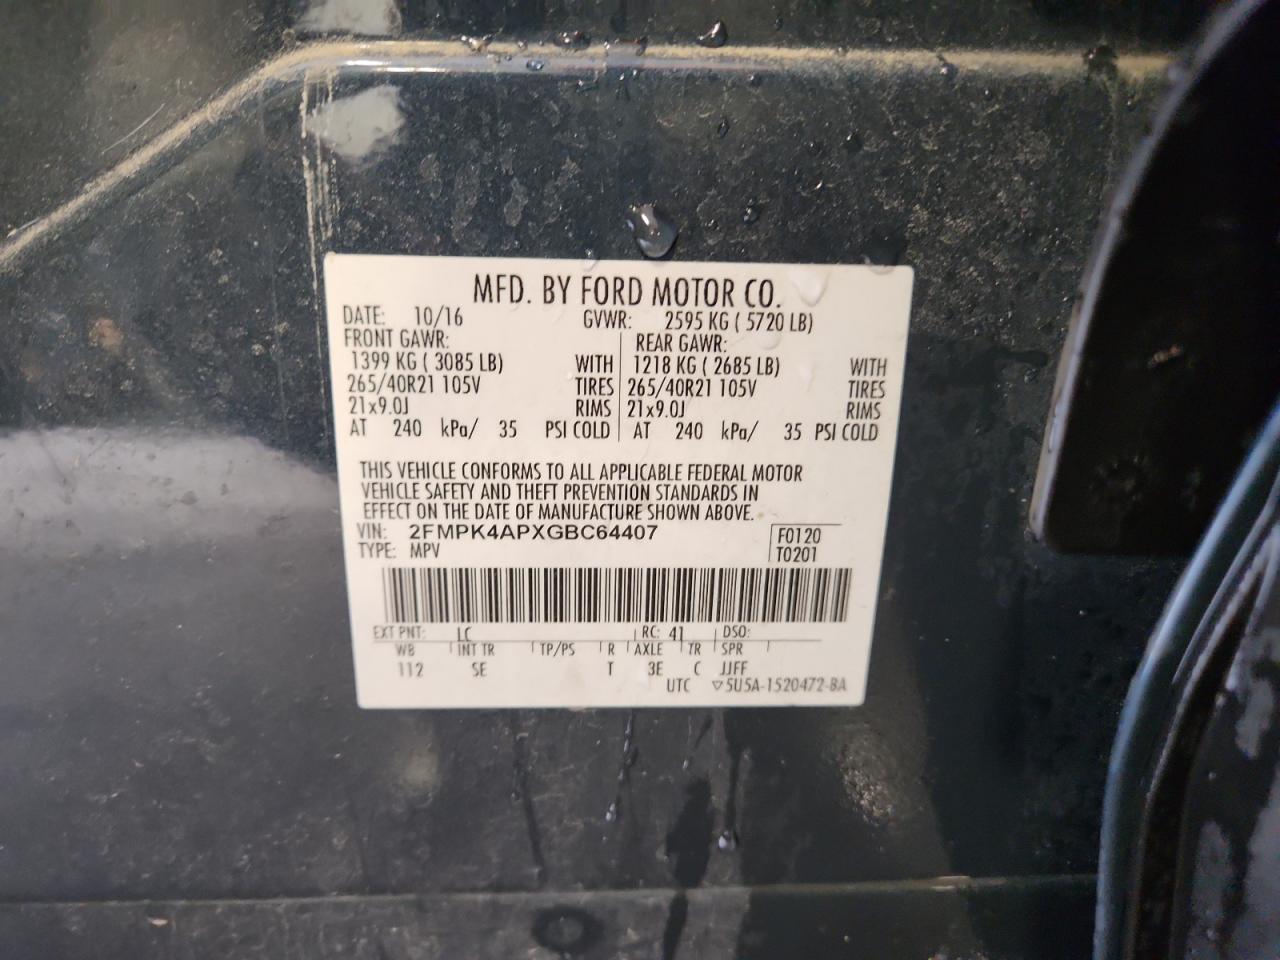 MFD. BY FORD MOTOR CO.
DATE: 10/16 GVWR: 2595 KG ( 5720 LB)
FRONT GAWR: REAR GAWR:
1399 KG ( 3085 LB) WITH 1218 KG ( 2685 LB) WITH
265/40R21 105V TIRES 265/40R21 105V TIRES
21x9.0J RIMS 21x9.0J RIMS
AT 240 kPa/ 35 PSI COLD AT 240 kPa/ 35 PSI COLD
THIS VEHICLE CONFORMS TO ALL APPLICABLE FEDERAL MOTOR
VEHICLE SAFETY AND THEFT PREVENTION STANDARDS IN
EFFECT ON THE DATE OF MANUFACTURE SHOWN ABOVE.
VIN: 2FMPK4APXGBC64407 F0120
TYPE: MPV T0201
EXT PNT: LC RC: 41 DSO:
WB INT TR TP/PS R AXLE TR SPR
112 SE T 3E C JJFF
UTC ▽5U5A-1520472-BA